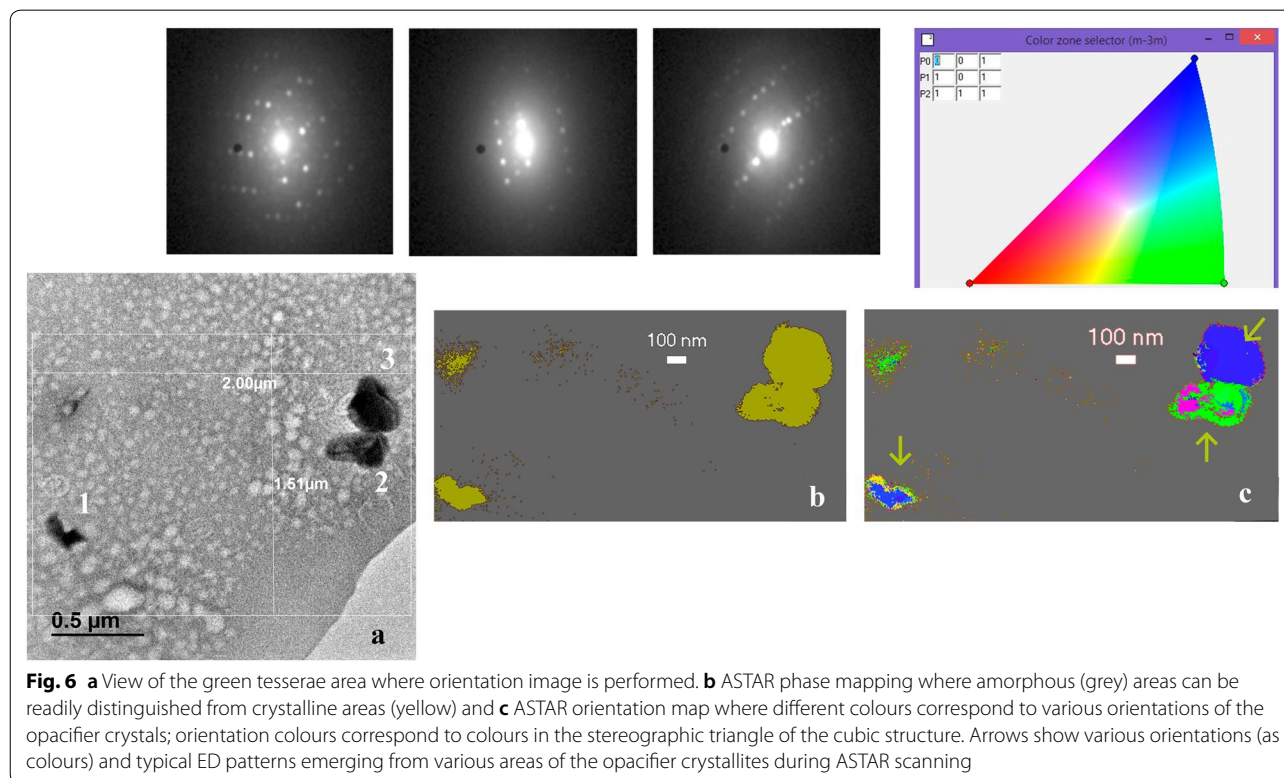 Color zone selector (m-3m)
P0 0 0 1
P1 1 0 1
P2 1 1 1
3
2.00µm
1.51µm
2
1
0.5 µm
a
100 nm
b
100 nm
c
Fig. 6 a View of the green tesserae area where orientation image is performed. b ASTAR phase mapping where amorphous (grey) areas can be
readily distinguished from crystalline areas (yellow) and c ASTAR orientation map where different colours correspond to various orientations of the
opacifier crystals; orientation colours correspond to colours in the stereographic triangle of the cubic structure. Arrows show various orientations (as
colours) and typical ED patterns emerging from various areas of the opacifier crystallites during ASTAR scanning